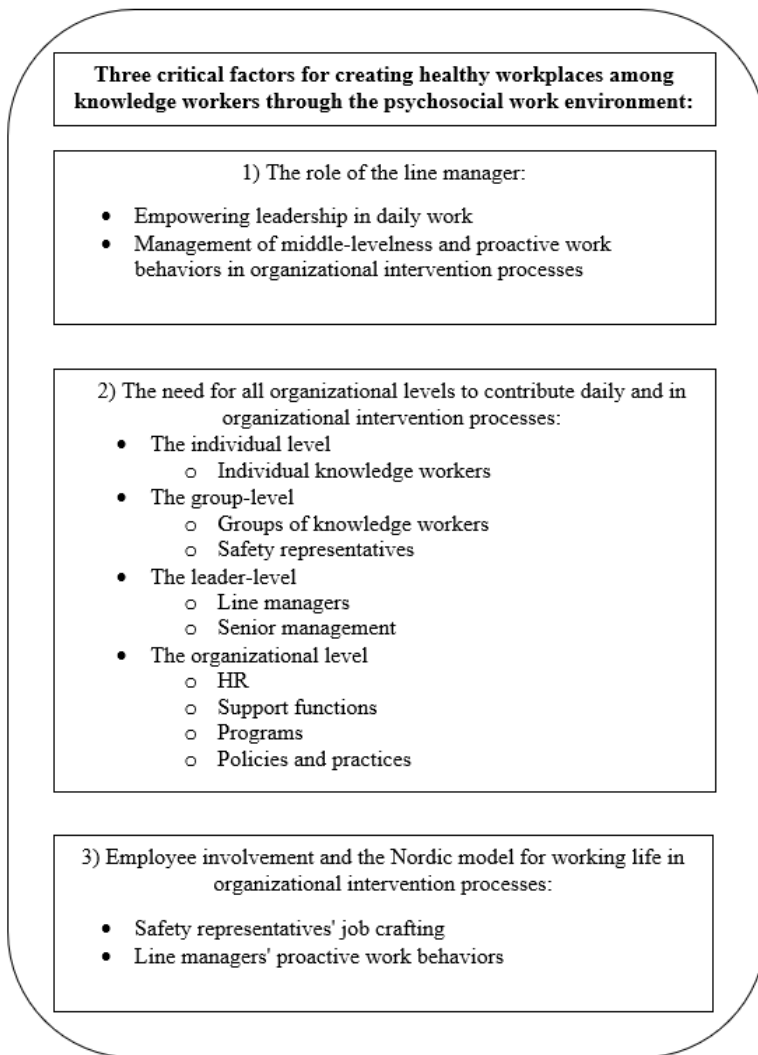 Three critical factors for creating healthy workplaces among
knowledge workers through the psychosocial work environment:
1) The role of the line manager:
• Empowering leadership in daily work
• Management of middle-levelness and proactive work
behaviors in organizational intervention processes
2) The need for all organizational levels to contribute daily and in
organizational intervention processes:
• The individual level
o Individual knowledge workers
• The group-level
o Groups of knowledge workers
o Safety representatives
• The leader-level
o Line managers
o Senior management
• The organizational level
o HR
o Support functions
o Programs
o Policies and practices
3) Employee involvement and the Nordic model for working life in
organizational intervention processes:
• Safety representatives' job crafting
• Line managers' proactive work behaviors